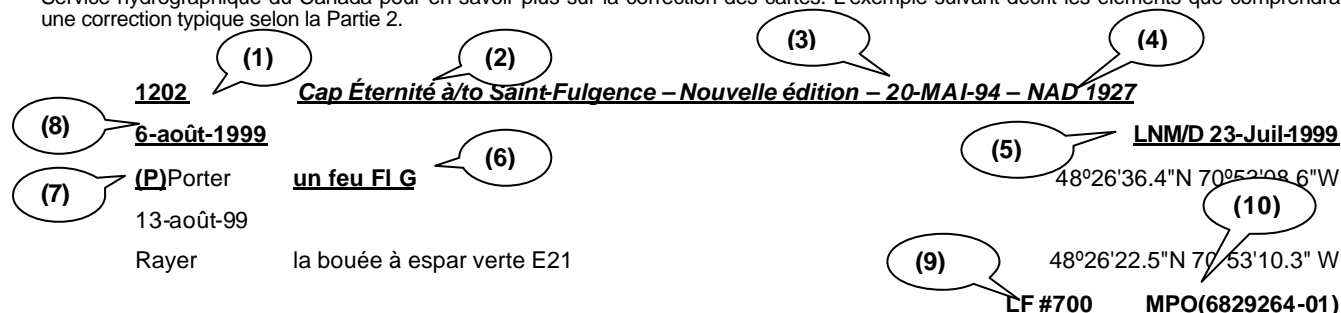 Service hydrographique du Canada pour en savoir plus sur la correction des cartes. L'exemple suivant décrit les éléments que comprendra
une correction typique selon la Partie 2.
(1) (2) (3) (4)
1202 Cap Éternité à/to Saint-Fulgence – Nouvelle édition – 20-MAI-94 – NAD 1927
(8) 6-août-1999 (5) LNM/D 23-Juil-1999
(7) (P)Porter un feu Fl G (6) 48º26'36.4"N 70º52'08.6"W
13-août-99 (10)
Rayer la bouée à espar verte E21 (9) 48º26'22.5"N 70º53'10.3" W
LF #700 MPO(6829264-01)